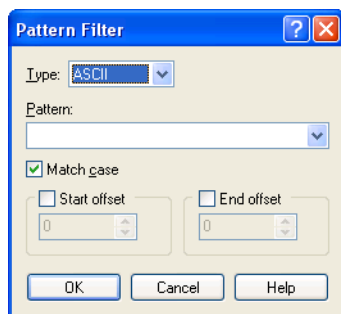 Pattern Filter
Type: ASCII
Pattern:
Match case
Start offset End offset
0 0
OK Cancel Help